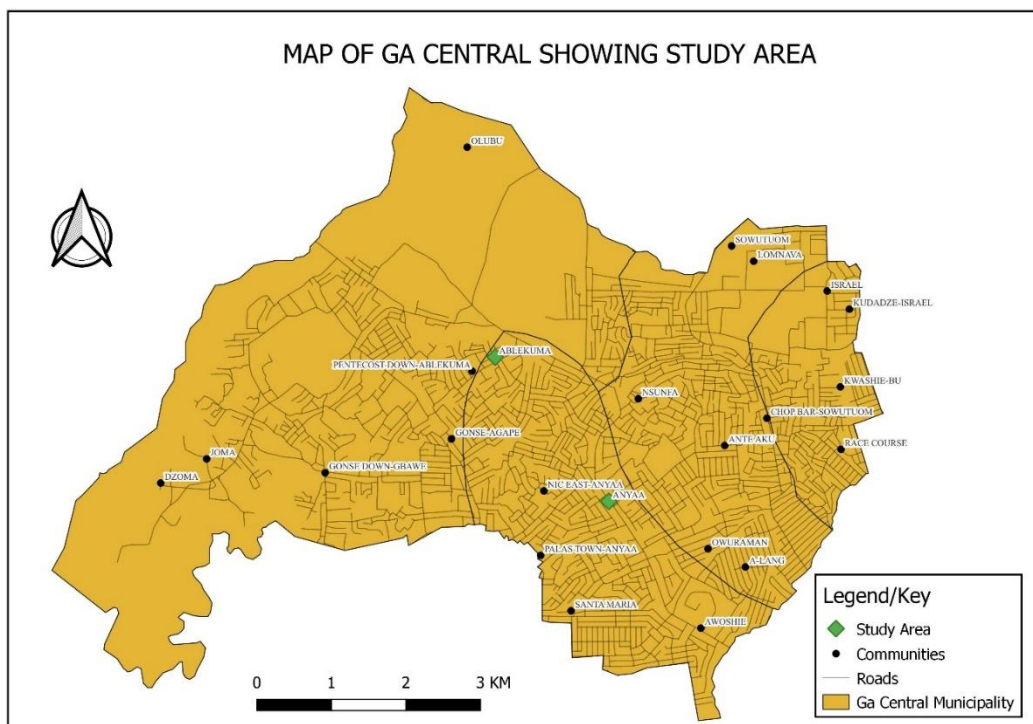 MAP OF GA CENTRAL SHOWING STUDY AREA
OLUBU
SOWUTUOM
LOMNAVA
ISRAEL
KUDADZE-ISRAEL
ABLEKUMA
PENTECOST-DOWN-ABLEKUMA
KWASHIE-BU
NSUNFA
CHOP BAR-SOWUTUOM
GONSE-AGAPE
ANTE AKU
RACE COURSE
JOMA
GONSE DOWN-GBAWE
DZOMA
NIC EAST-ANYAA
ANYAA
OWURAMAN
PALAS TOWN-ANYAA
A-LANG
SANTA MARIA
AWOSHIE
Legend/Key
Study Area
Communities
Roads
Ga Central Municipality
0 1 2 3 KM